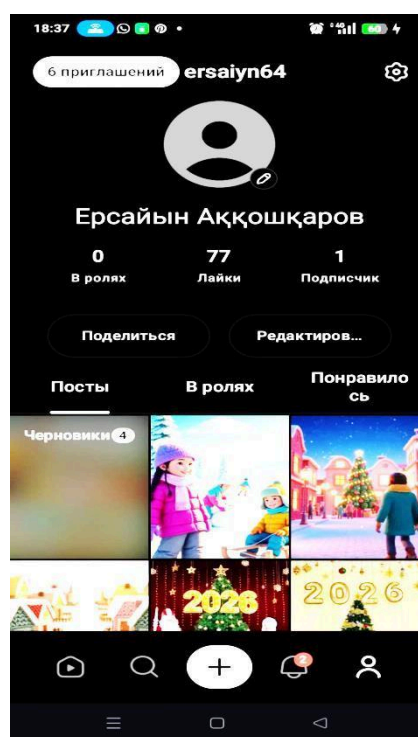 18:37 60
6 приглашений ersaiyn64
Ерсайын Аққошқаров
0 77 1
В ролях Лайки Подписчик
Поделиться Редактиров...
Посты В ролях Понравило
сь
Черновики 4
2026 2026
2